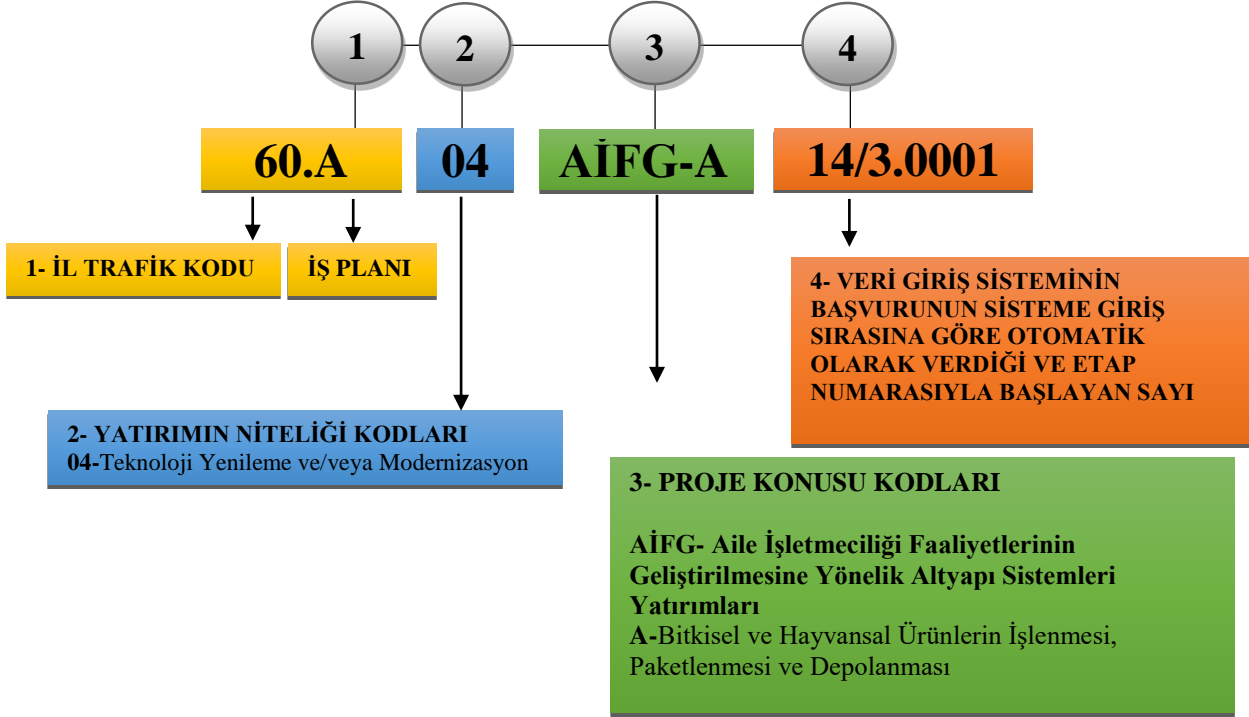 1 2 3 4
60.A 04 AİFG-A 14/3.0001
1- İL TRAFİK KODU
İŞ PLANI
4- VERİ GİRİŞ SİSTEMİNİN
BAŞVURUNUN SİSTEME GİRİŞ
SIRASINA GÖRE OTOMATİK
OLARAK VERDİĞİ VE ETAP
NUMARASIYLA BAŞLAYAN SAYI
2- YATIRIMIN NİTELİĞİ KODLARI
04-Teknoloji Yenileme ve/veya Modernizasyon
3- PROJE KONUSU KODLARI
AİFG- Aile İşletmeciliği Faaliyetlerinin
Geliştirilmesine Yönelik Altyapı Sistemleri
Yatırımları
A-Bitkisel ve Hayvansal Ürünlerin İşlenmesi,
Paketlenmesi ve Depolanması